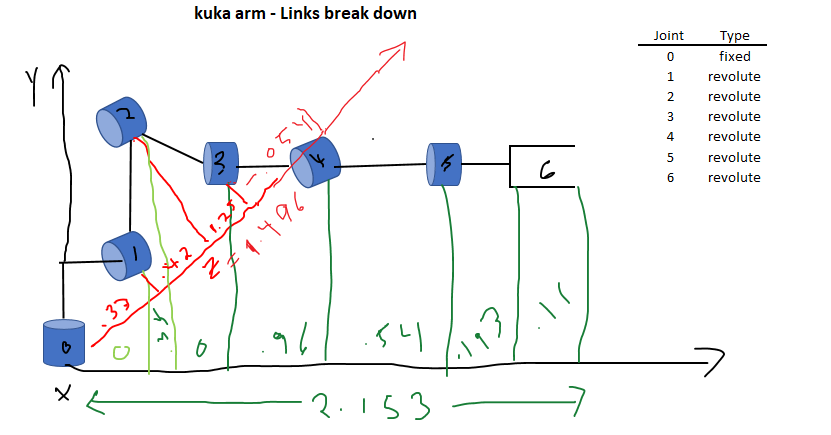 kuka arm - Links break down
Joint Type
0 fixed
1 revolute
2 revolute
3 revolute
4 revolute
5 revolute
6 revolute
Y
2
3
4
5
6
1
0
.33
.42
1.25
-.054
Z = 1.496
0
0
.96
.541
.193
.11
X
2.153